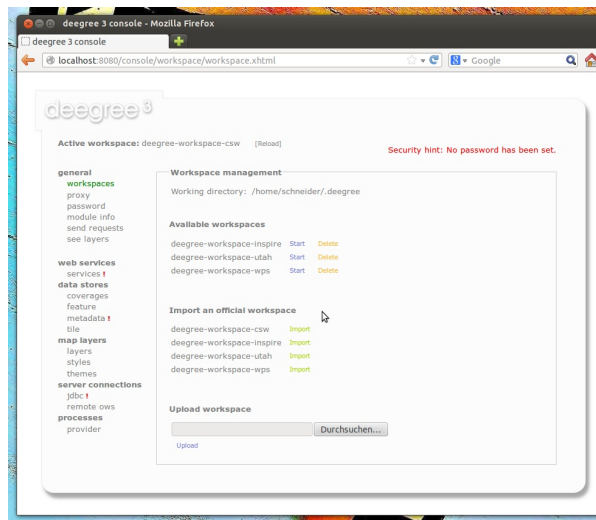 deegree 3 console - Mozilla Firefox
deegree 3 console
localhost:8080/console/workspace/workspace.xhtml
Google
deegree 3
Active workspace: deegree-workspace-csw [Reload]
Security hint: No password has been set.
general
workspaces
proxy
password
module info
send requests
see layers
web services
services !
data stores
coverages
feature
metadata !
tile
map layers
layers
styles
themes
server connections
jdbc !
remote ows
processes
provider
Workspace management
Working directory: /home/schneider/.deegree
Available workspaces
deegree-workspace-inspire Start Delete
deegree-workspace-utah Start Delete
deegree-workspace-wps Start Delete
Import an official workspace
deegree-workspace-csw Import
deegree-workspace-inspire Import
deegree-workspace-utah Import
deegree-workspace-wps Import
Upload workspace
Durchsuchen...
Upload